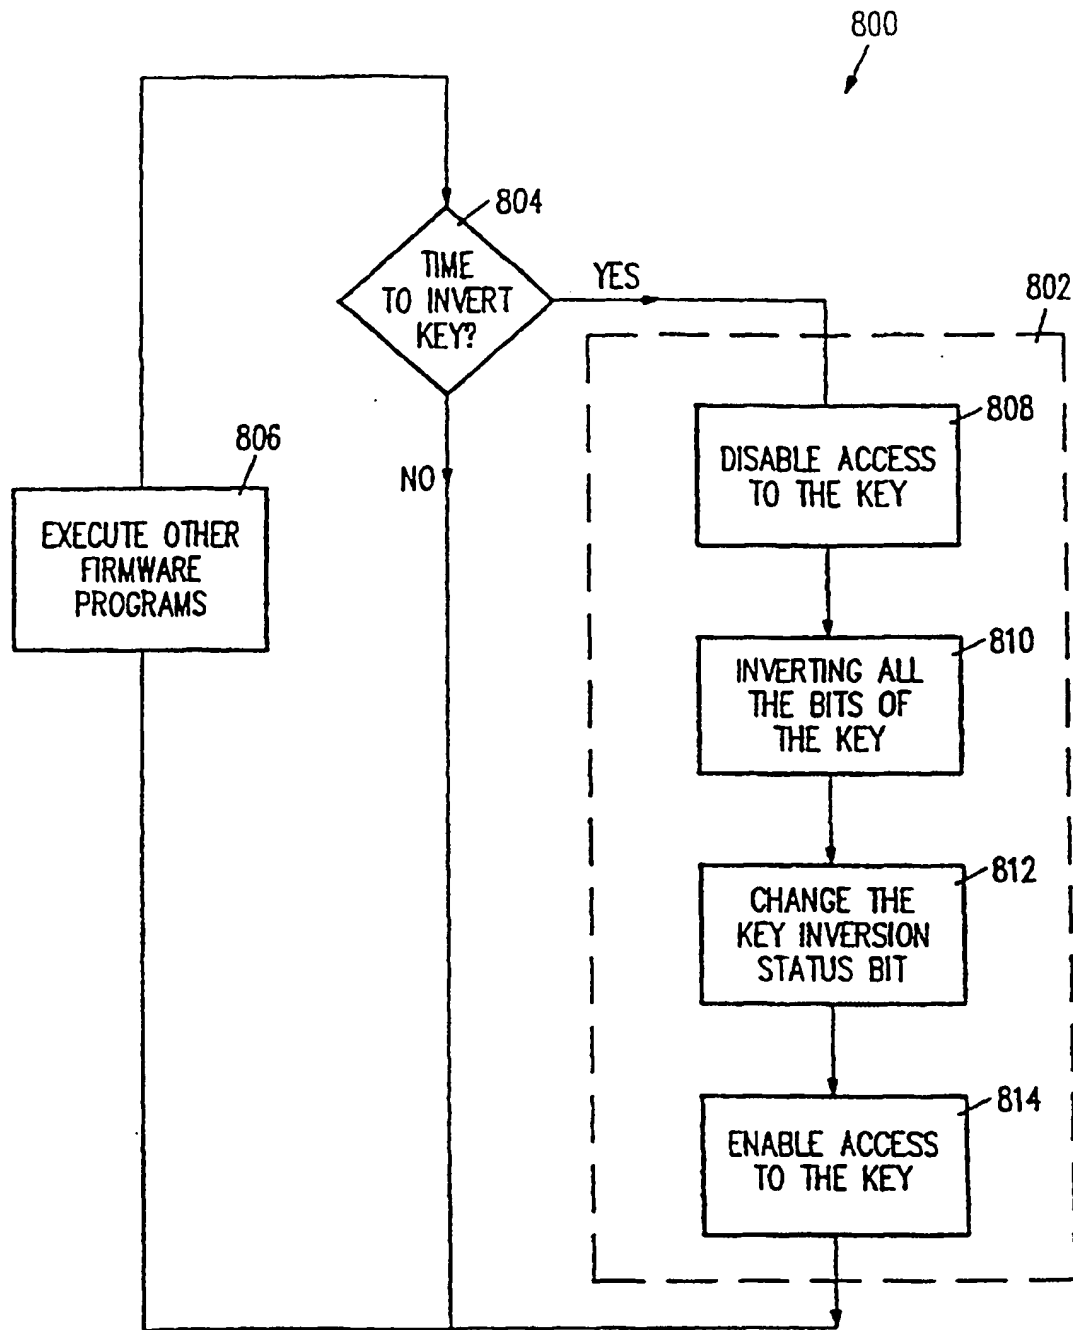 800
804
TIME
TO INVERT
KEY?
YES
802
808
DISABLE ACCESS
TO THE KEY
NO
806
EXECUTE OTHER
FIRMWARE
PROGRAMS
810
INVERTING ALL
THE BITS OF
THE KEY
812
CHANGE THE
KEY INVERSION
STATUS BIT
814
ENABLE ACCESS
TO THE KEY